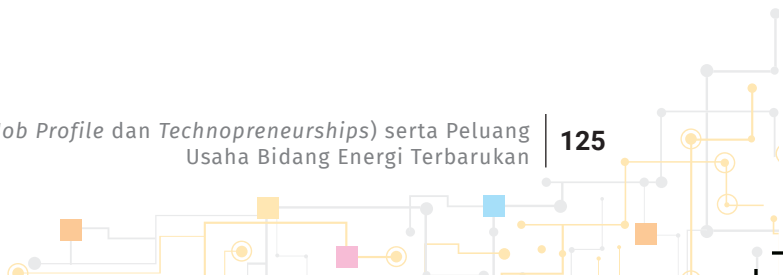 ob Profile dan Technopreneurships) serta Peluang 125
Usaha Bidang Energi Terbarukan